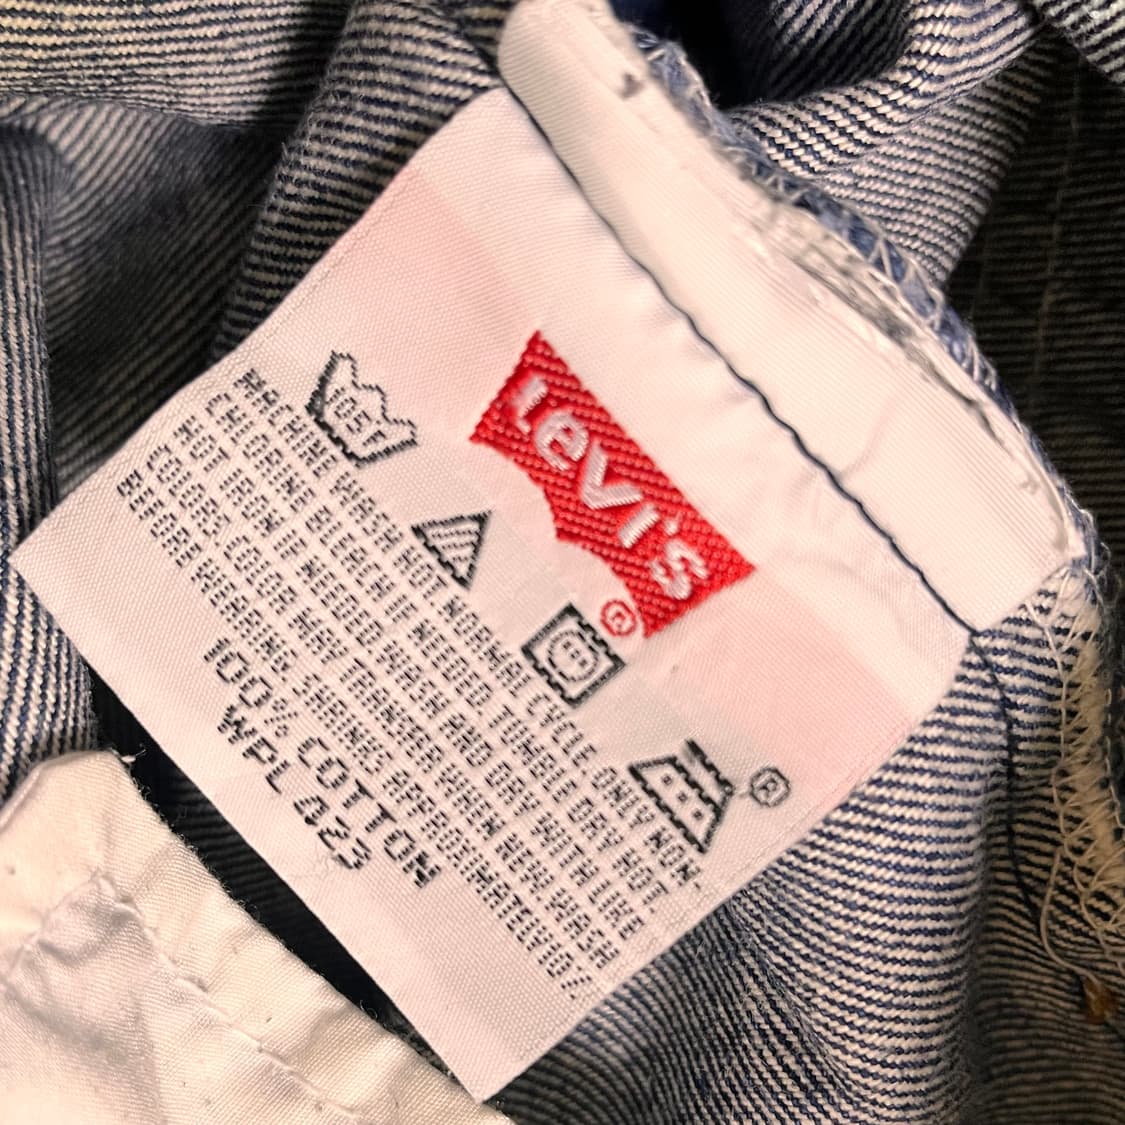 Levi's
®
105F
®
MACHINE WASH HOT NORMAL CYCLE ONLY NON-
CHLORINE BLEACH IF NEEDED TUMBLE DRY HOT.
HOT IRON IF NEEDED WASH AND DRY WITH LIKE
COLORS. COLOR MAY TRANSFER WHEN NEW WASH
BEFORE WEARING SHRINKS APPROXIMATELY 10%
100% COTTON
WPL 423